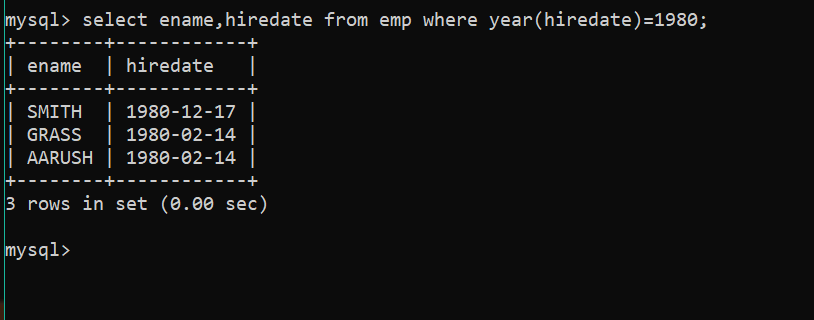 mysql> select ename,hiredate from emp where year(hiredate)=1980;
+--------+------------+
| ename  | hiredate   |
+--------+------------+
| SMITH  | 1980-12-17 |
| GRASS  | 1980-02-14 |
| AARUSH | 1980-02-14 |
+--------+------------+
3 rows in set (0.00 sec)
mysql>